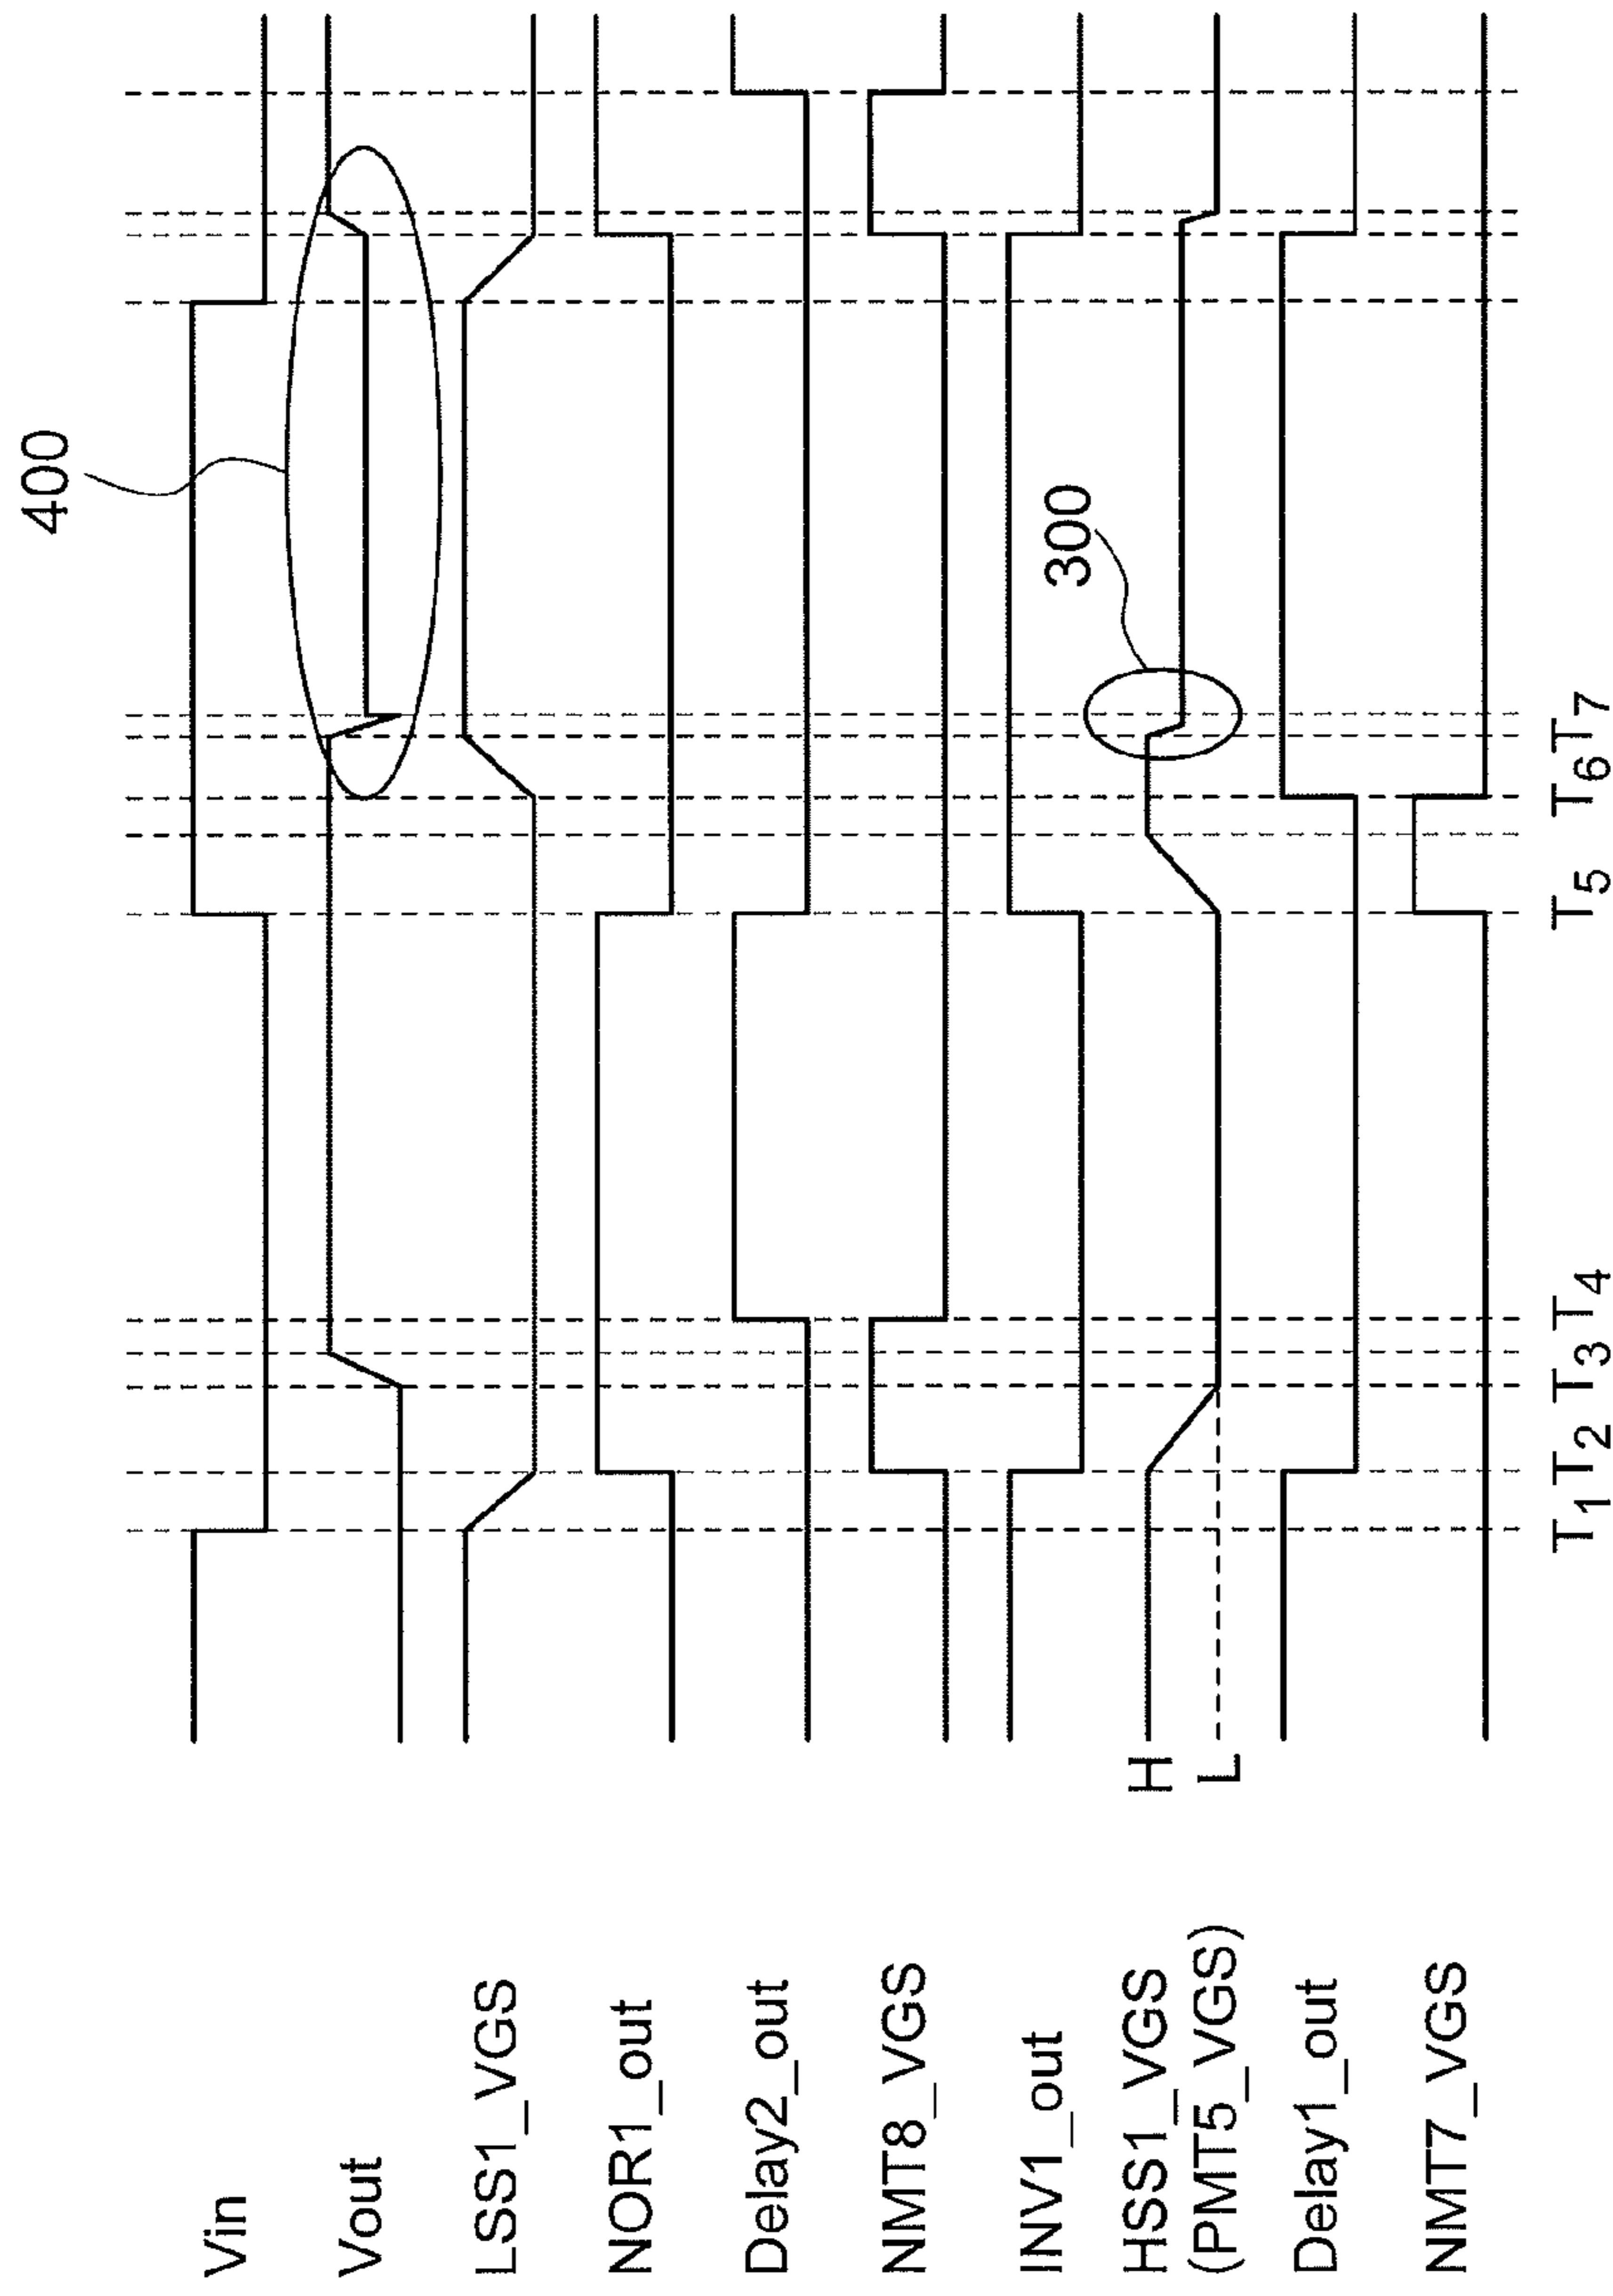 400
Vin
Vout
LSS1_VGS
NOR1_out
Delay2_out
NMT8_VGS
INV1_out
300
HSS1_VGS H
(PMT5_VGS) L
Delay1_out
NMT7_VGS
T1 T2 T3 T4 T5 T6 T7